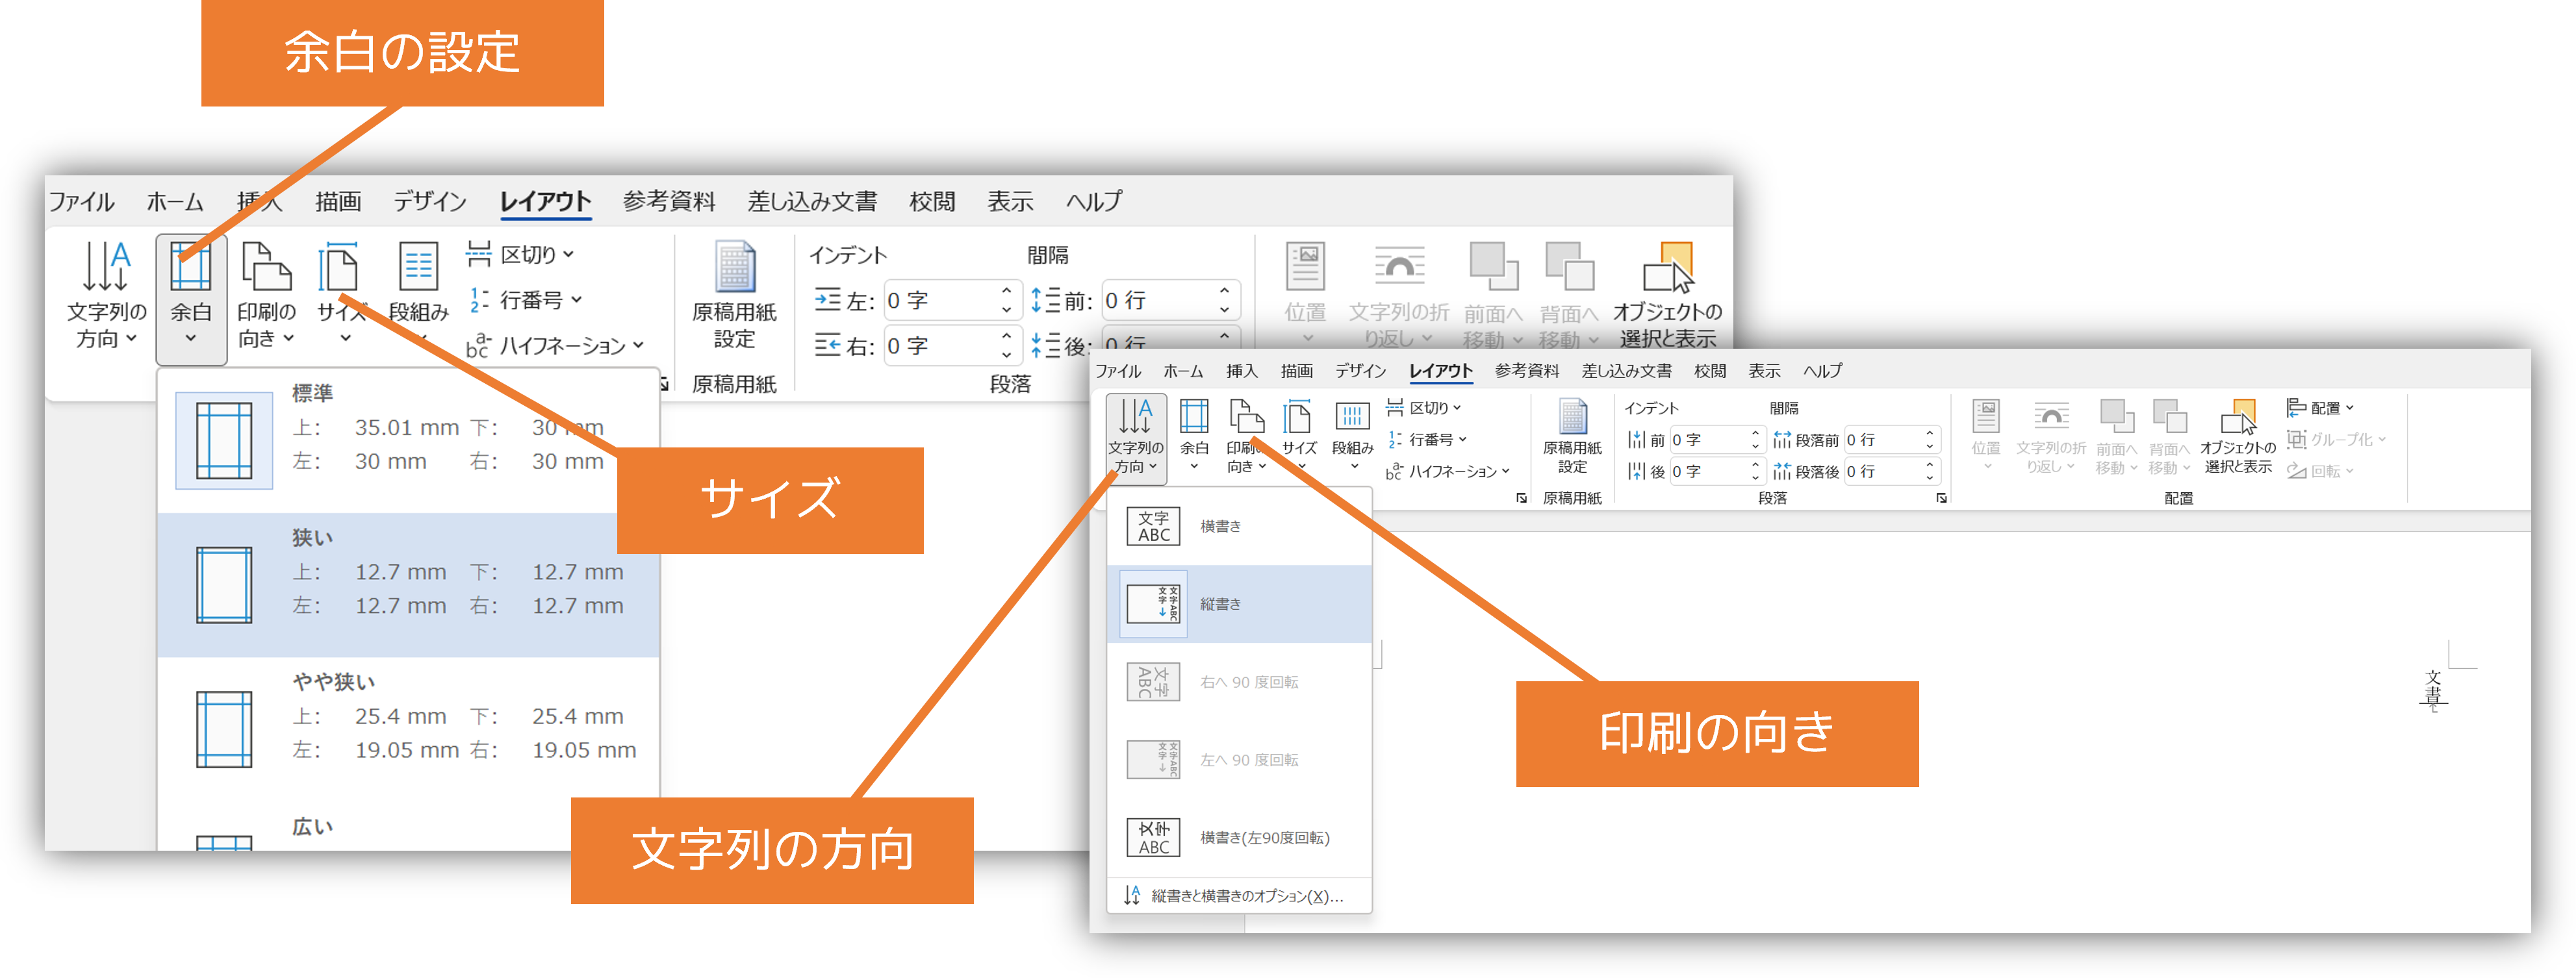 余白の設定
ファイル ホーム 挿入 描画 デザイン レイアウト 参考資料 差し込み文書 校閲 表示 ヘルプ
文字列の方向
余白
印刷の向き
サイズ
段組み
区切り
行番号
ハイフネーション
原稿用紙設定
原稿用紙
インデント
左: 0 字
右: 0 字
間隔
前: 0 行
後: 0 行
段落
位置
文字列の折り返し
前面へ移動
背面へ移動
オブジェクトの選択と表示
標準
上: 35.01 mm 下: 30 mm
左: 30 mm 右: 30 mm
狭い
上: 12.7 mm 下: 12.7 mm
左: 12.7 mm 右: 12.7 mm
やや狭い
上: 25.4 mm 下: 25.4 mm
左: 19.05 mm 右: 19.05 mm
広い
サイズ
文字列の方向
ファイル ホーム 挿入 描画 デザイン レイアウト 参考資料 差し込み文書 校閲 表示 ヘルプ
文字列の方向
余白
印刷の向き
サイズ
段組み
区切り
行番号
ハイフネーション
原稿用紙設定
原稿用紙
インデント
前 0 字
後 0 字
間隔
段落前 0 行
段落後 0 行
段落
位置
文字列の折り返し
前面へ移動
背面へ移動
オブジェクトの選択と表示
配置
グループ化
回転
配置
文字 ABC 横書き
文字 文字ABC 縦書き
文字 ABC 右へ 90 度回転
文字 文字ABC 左へ 90 度回転
文字 ABC 横書き(左90度回転)
縦書きと横書きのオプション(X)...
印刷の向き
文書